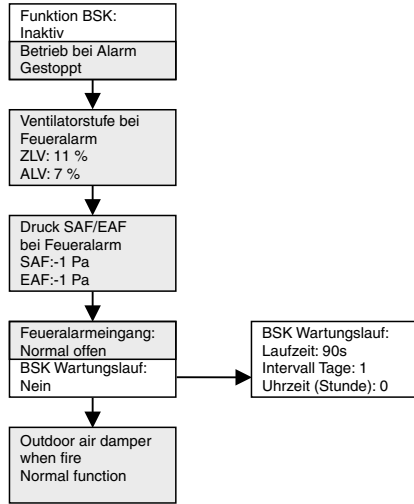 Funktion BSK:
Inaktiv
Betrieb bei Alarm
Gestoppt
Ventilatorstufe bei
Feueralarm
ZLV: 11 %
ALV: 7 %
Druck SAF/EAF
bei Feueralarm
SAF:-1 Pa
EAF:-1 Pa
Feueralarmeingang:
Normal offen
BSK Wartungslauf:
Nein
BSK Wartungslauf:
Laufzeit: 90s
Intervall Tage: 1
Uhrzeit (Stunde): 0
Outdoor air damper
when fire
Normal function